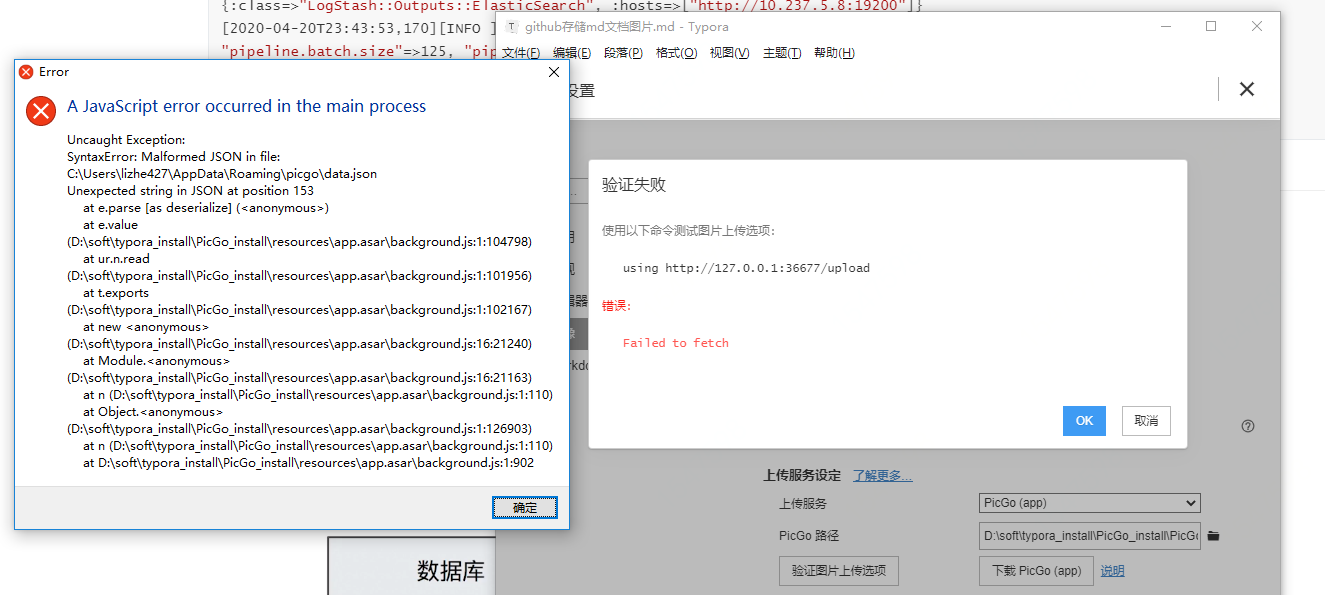 {:class=>"LogStash::Outputs::ElasticSearch", :hosts=>["http://10.237.5.8:19200"]}
[2020-04-20T23:43:53,170][INFO ]
"pipeline.batch.size"=>125, "pip
github存储md文档图片.md - Typora
文件(F) 编辑(E) 段落(P) 格式(O) 视图(V) 主题(T) 帮助(H)
设置
Error
A JavaScript error occurred in the main process
Uncaught Exception:
SyntaxError: Malformed JSON in file:
C:\Users\lizhe427\AppData\Roaming\picgo\data.json
Unexpected string in JSON at position 153
at e.parse [as deserialize] (<anonymous>)
at e.value
(D:\soft\typora_install\PicGo_install\resources\app.asar\background.js:1:104798)
at ur.n.read
(D:\soft\typora_install\PicGo_install\resources\app.asar\background.js:1:101956)
at t.exports
(D:\soft\typora_install\PicGo_install\resources\app.asar\background.js:1:102167)
at new <anonymous>
(D:\soft\typora_install\PicGo_install\resources\app.asar\background.js:16:21240)
at Module.<anonymous>
(D:\soft\typora_install\PicGo_install\resources\app.asar\background.js:16:21163)
at n (D:\soft\typora_install\PicGo_install\resources\app.asar\background.js:1:110)
at Object.<anonymous>
(D:\soft\typora_install\PicGo_install\resources\app.asar\background.js:1:126903)
at n (D:\soft\typora_install\PicGo_install\resources\app.asar\background.js:1:110)
at D:\soft\typora_install\PicGo_install\resources\app.asar\background.js:1:902
确定
验证失败
使用以下命令测试图片上传选项:
using http://127.0.0.1:36677/upload
错误:
Failed to fetch
OK 取消
上传服务设定 了解更多...
上传服务 PicGo (app)
PicGo 路径 D:\soft\typora_install\PicGo_install\PicG
验证图片上传选项 下载 PicGo (app) 说明
数据库